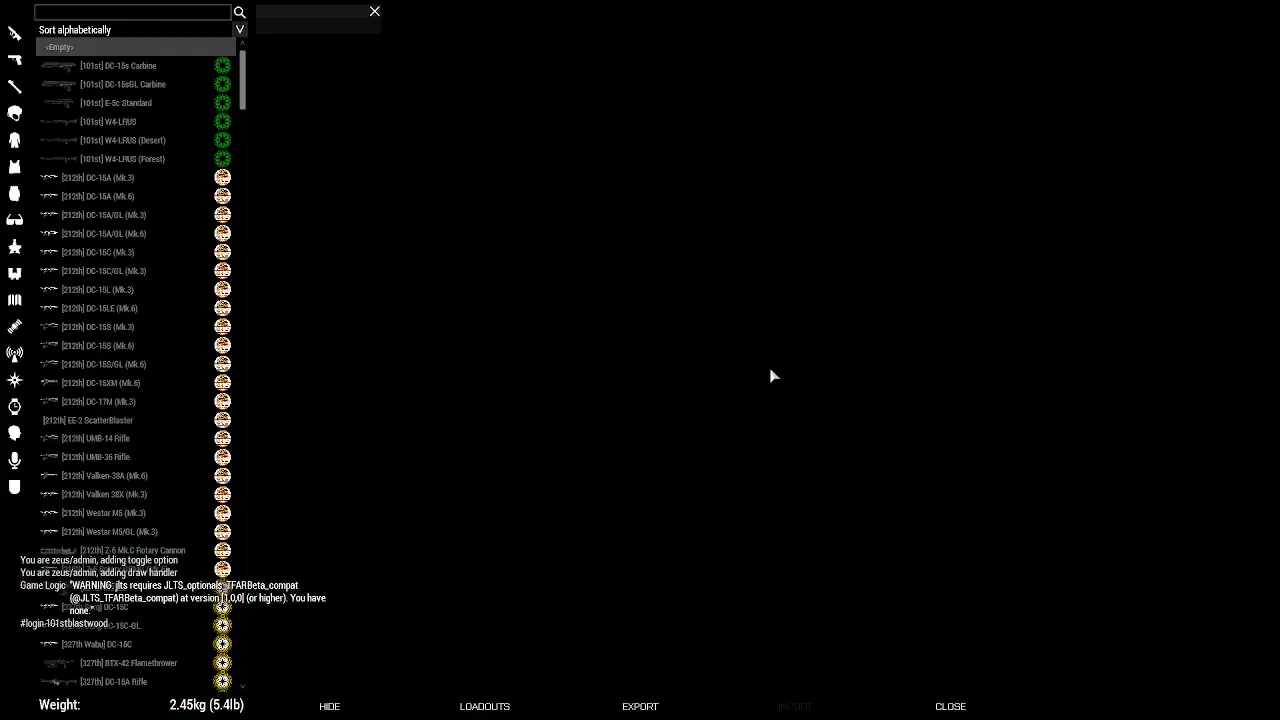 Sort alphabetically
<Empty>
[101st] DC-15s Carbine
[101st] DC-15sGL Carbine
[101st] E-5c Standard
[101st] W4-LRUS
[101st] W4-LRUS (Desert)
[101st] W4-LRUS (Forest)
[212th] DC-15A (Mk.3)
[212th] DC-15A (Mk.6)
[212th] DC-15A/GL (Mk.3)
[212th] DC-15A/GL (Mk.6)
[212th] DC-15C (Mk.3)
[212th] DC-15C/GL (Mk.3)
[212th] DC-15L (Mk.3)
[212th] DC-15LE (Mk.6)
[212th] DC-15S (Mk.3)
[212th] DC-15S (Mk.6)
[212th] DC-15S/GL (Mk.6)
[212th] DC-15XM (Mk.6)
[212th] DC-17M (Mk.3)
[212th] EE-2 ScatterBlaster
[212th] UMB-14 Rifle
[212th] UMB-36 Rifle
[212th] Valken-38A (Mk.6)
[212th] Valken 38X (Mk.3)
[212th] Westar M5 (Mk.3)
[212th] Westar M5/GL (Mk.3)
[212th] Z-6 Mk.C Rotary Cannon
You are zeus/admin, adding toggle option
You are zeus/admin, adding draw handler
Game Logic "WARNING: jlts requires JLTS_optionals_TFARBeta_compat
(@JLTS_TFARBeta_compat) at version [1,0,0] (or higher). You have
none."
DC-15C
#login 101stblastwood
DC-15C-GL
[327th Wabu] DC-15C
[327th] BTX-42 Flamethrower
[327th] DC-15A Rifle
Weight: 2.45kg (5.4lb)
HIDE LOADOUTS EXPORT IMPORT CLOSE